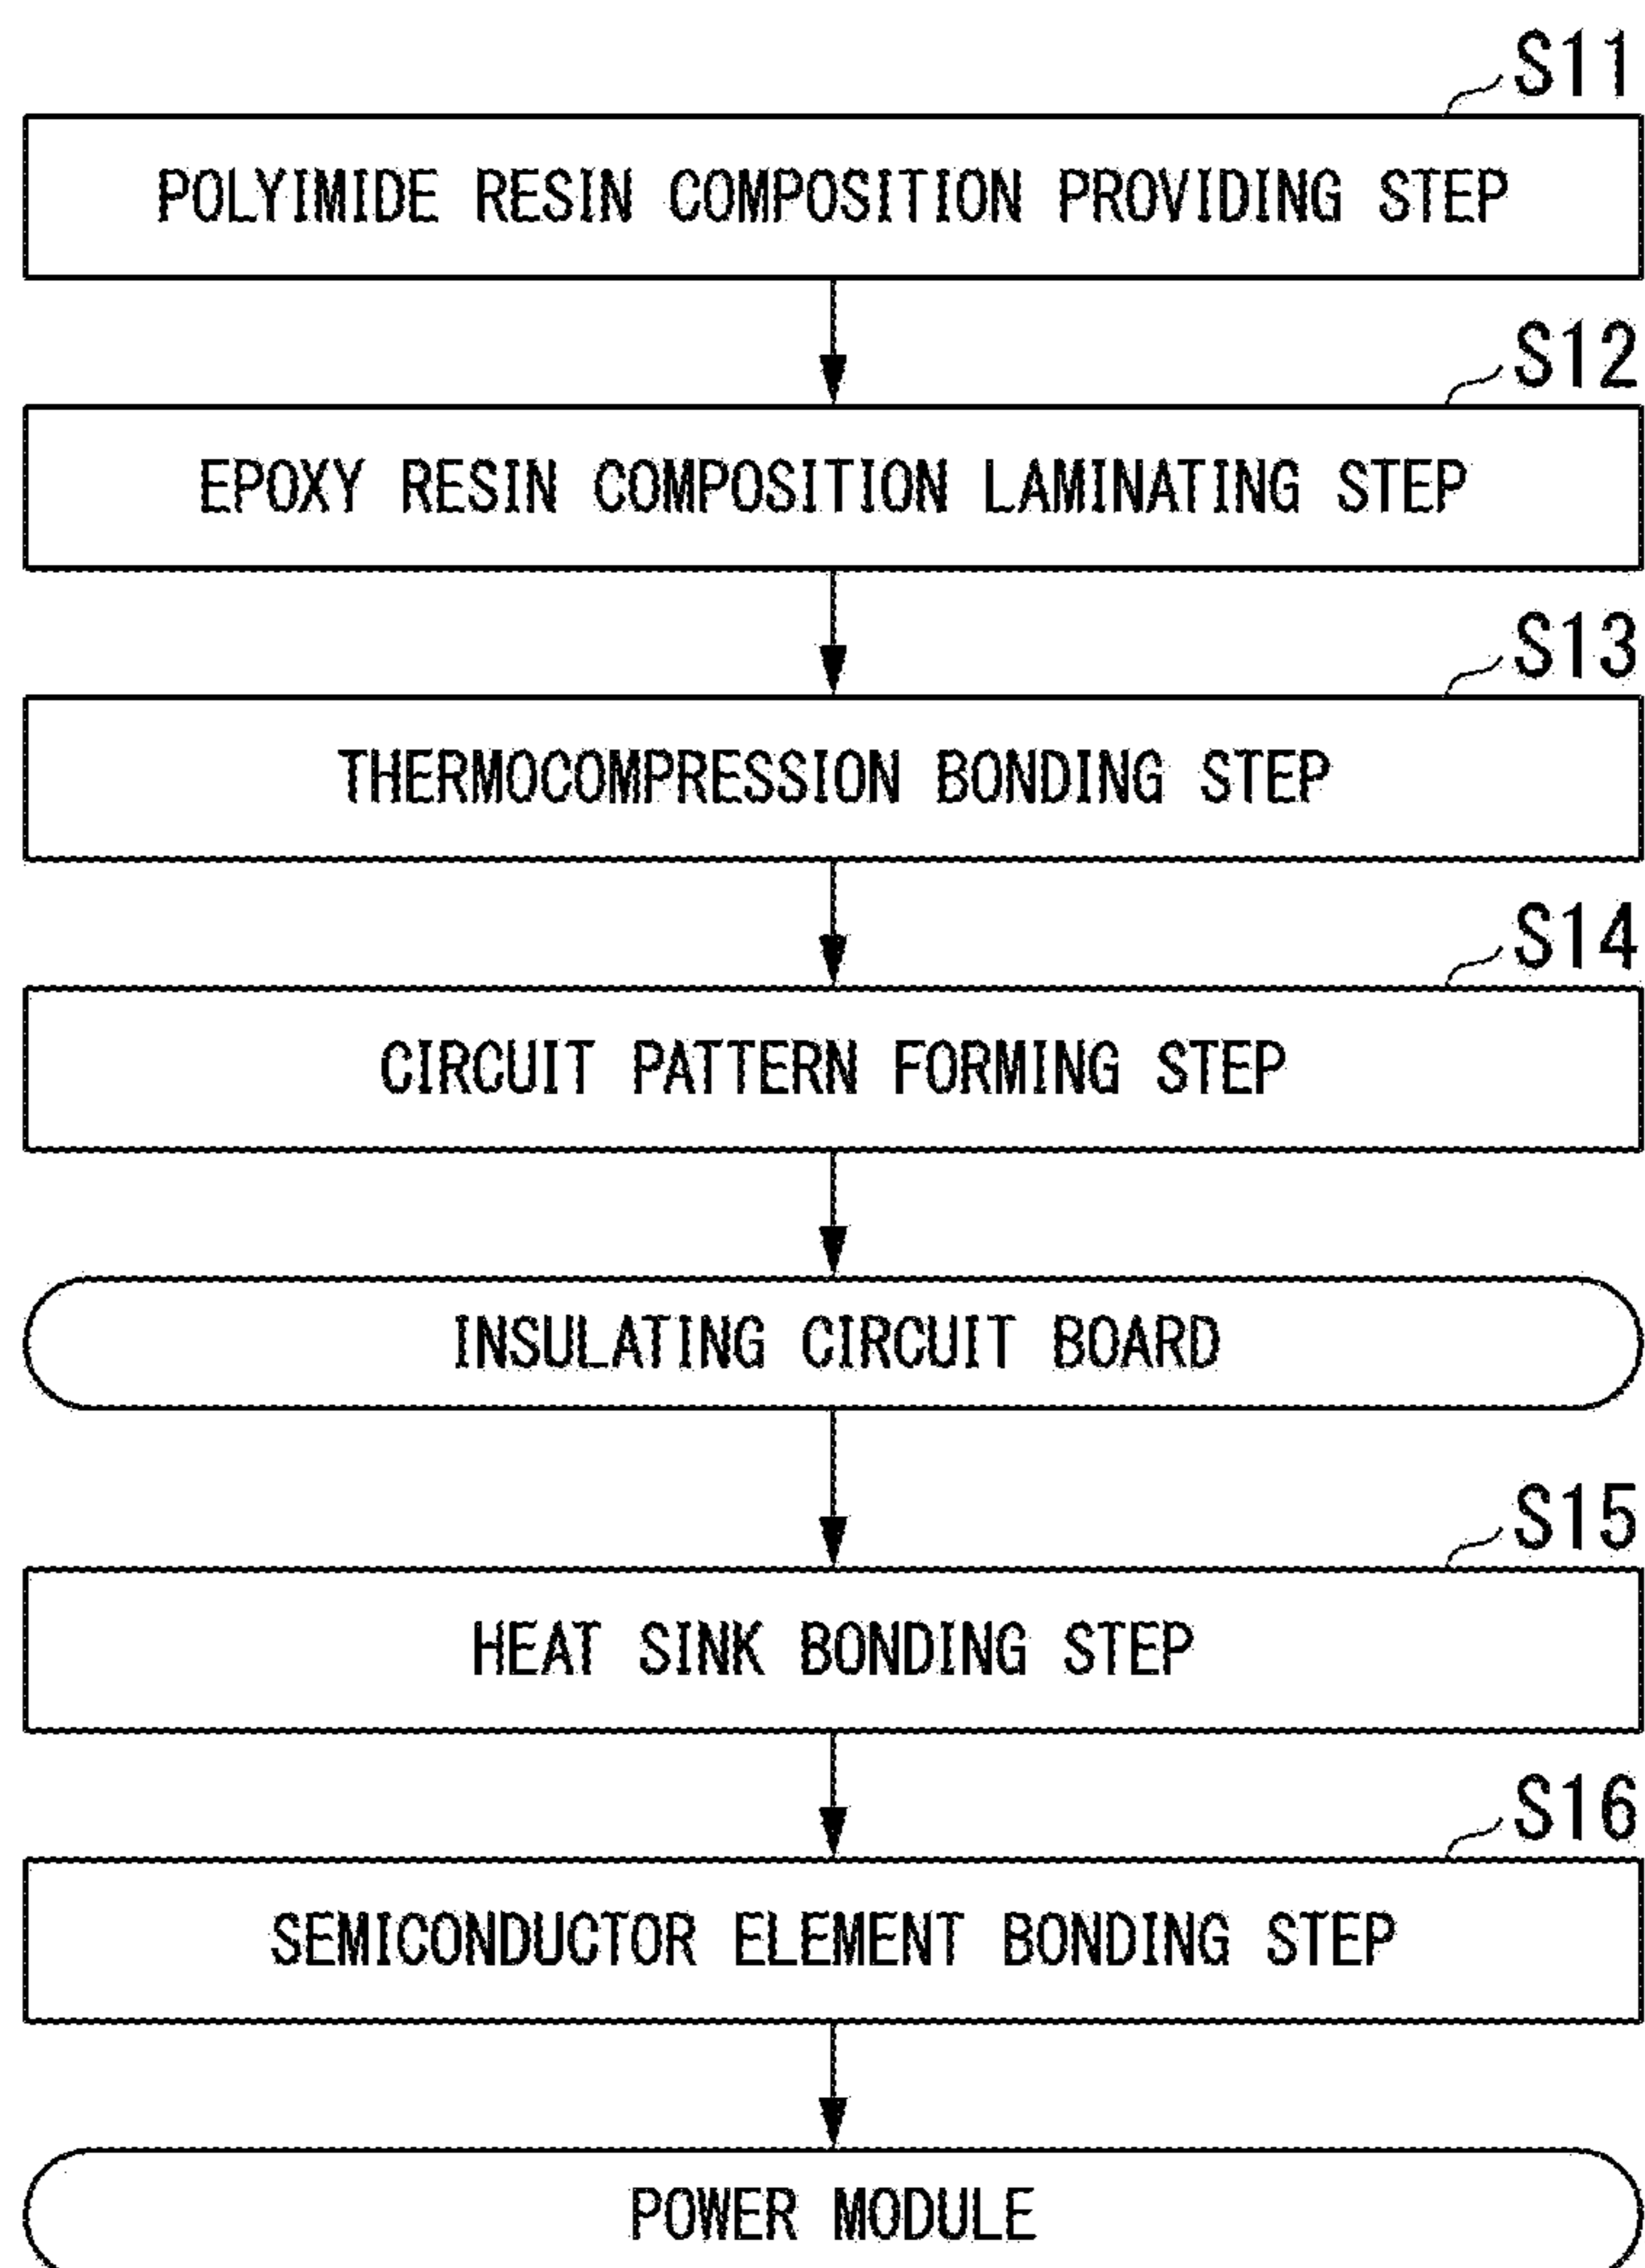 S11
POLYIMIDE RESIN COMPOSITION PROVIDING STEP
S12
EPOXY RESIN COMPOSITION LAMINATING STEP
S13
THERMOCOMPRESSION BONDING STEP
S14
CIRCUIT PATTERN FORMING STEP
INSULATING CIRCUIT BOARD
S15
HEAT SINK BONDING STEP
S16
SEMICONDUCTOR ELEMENT BONDING STEP
POWER MODULE